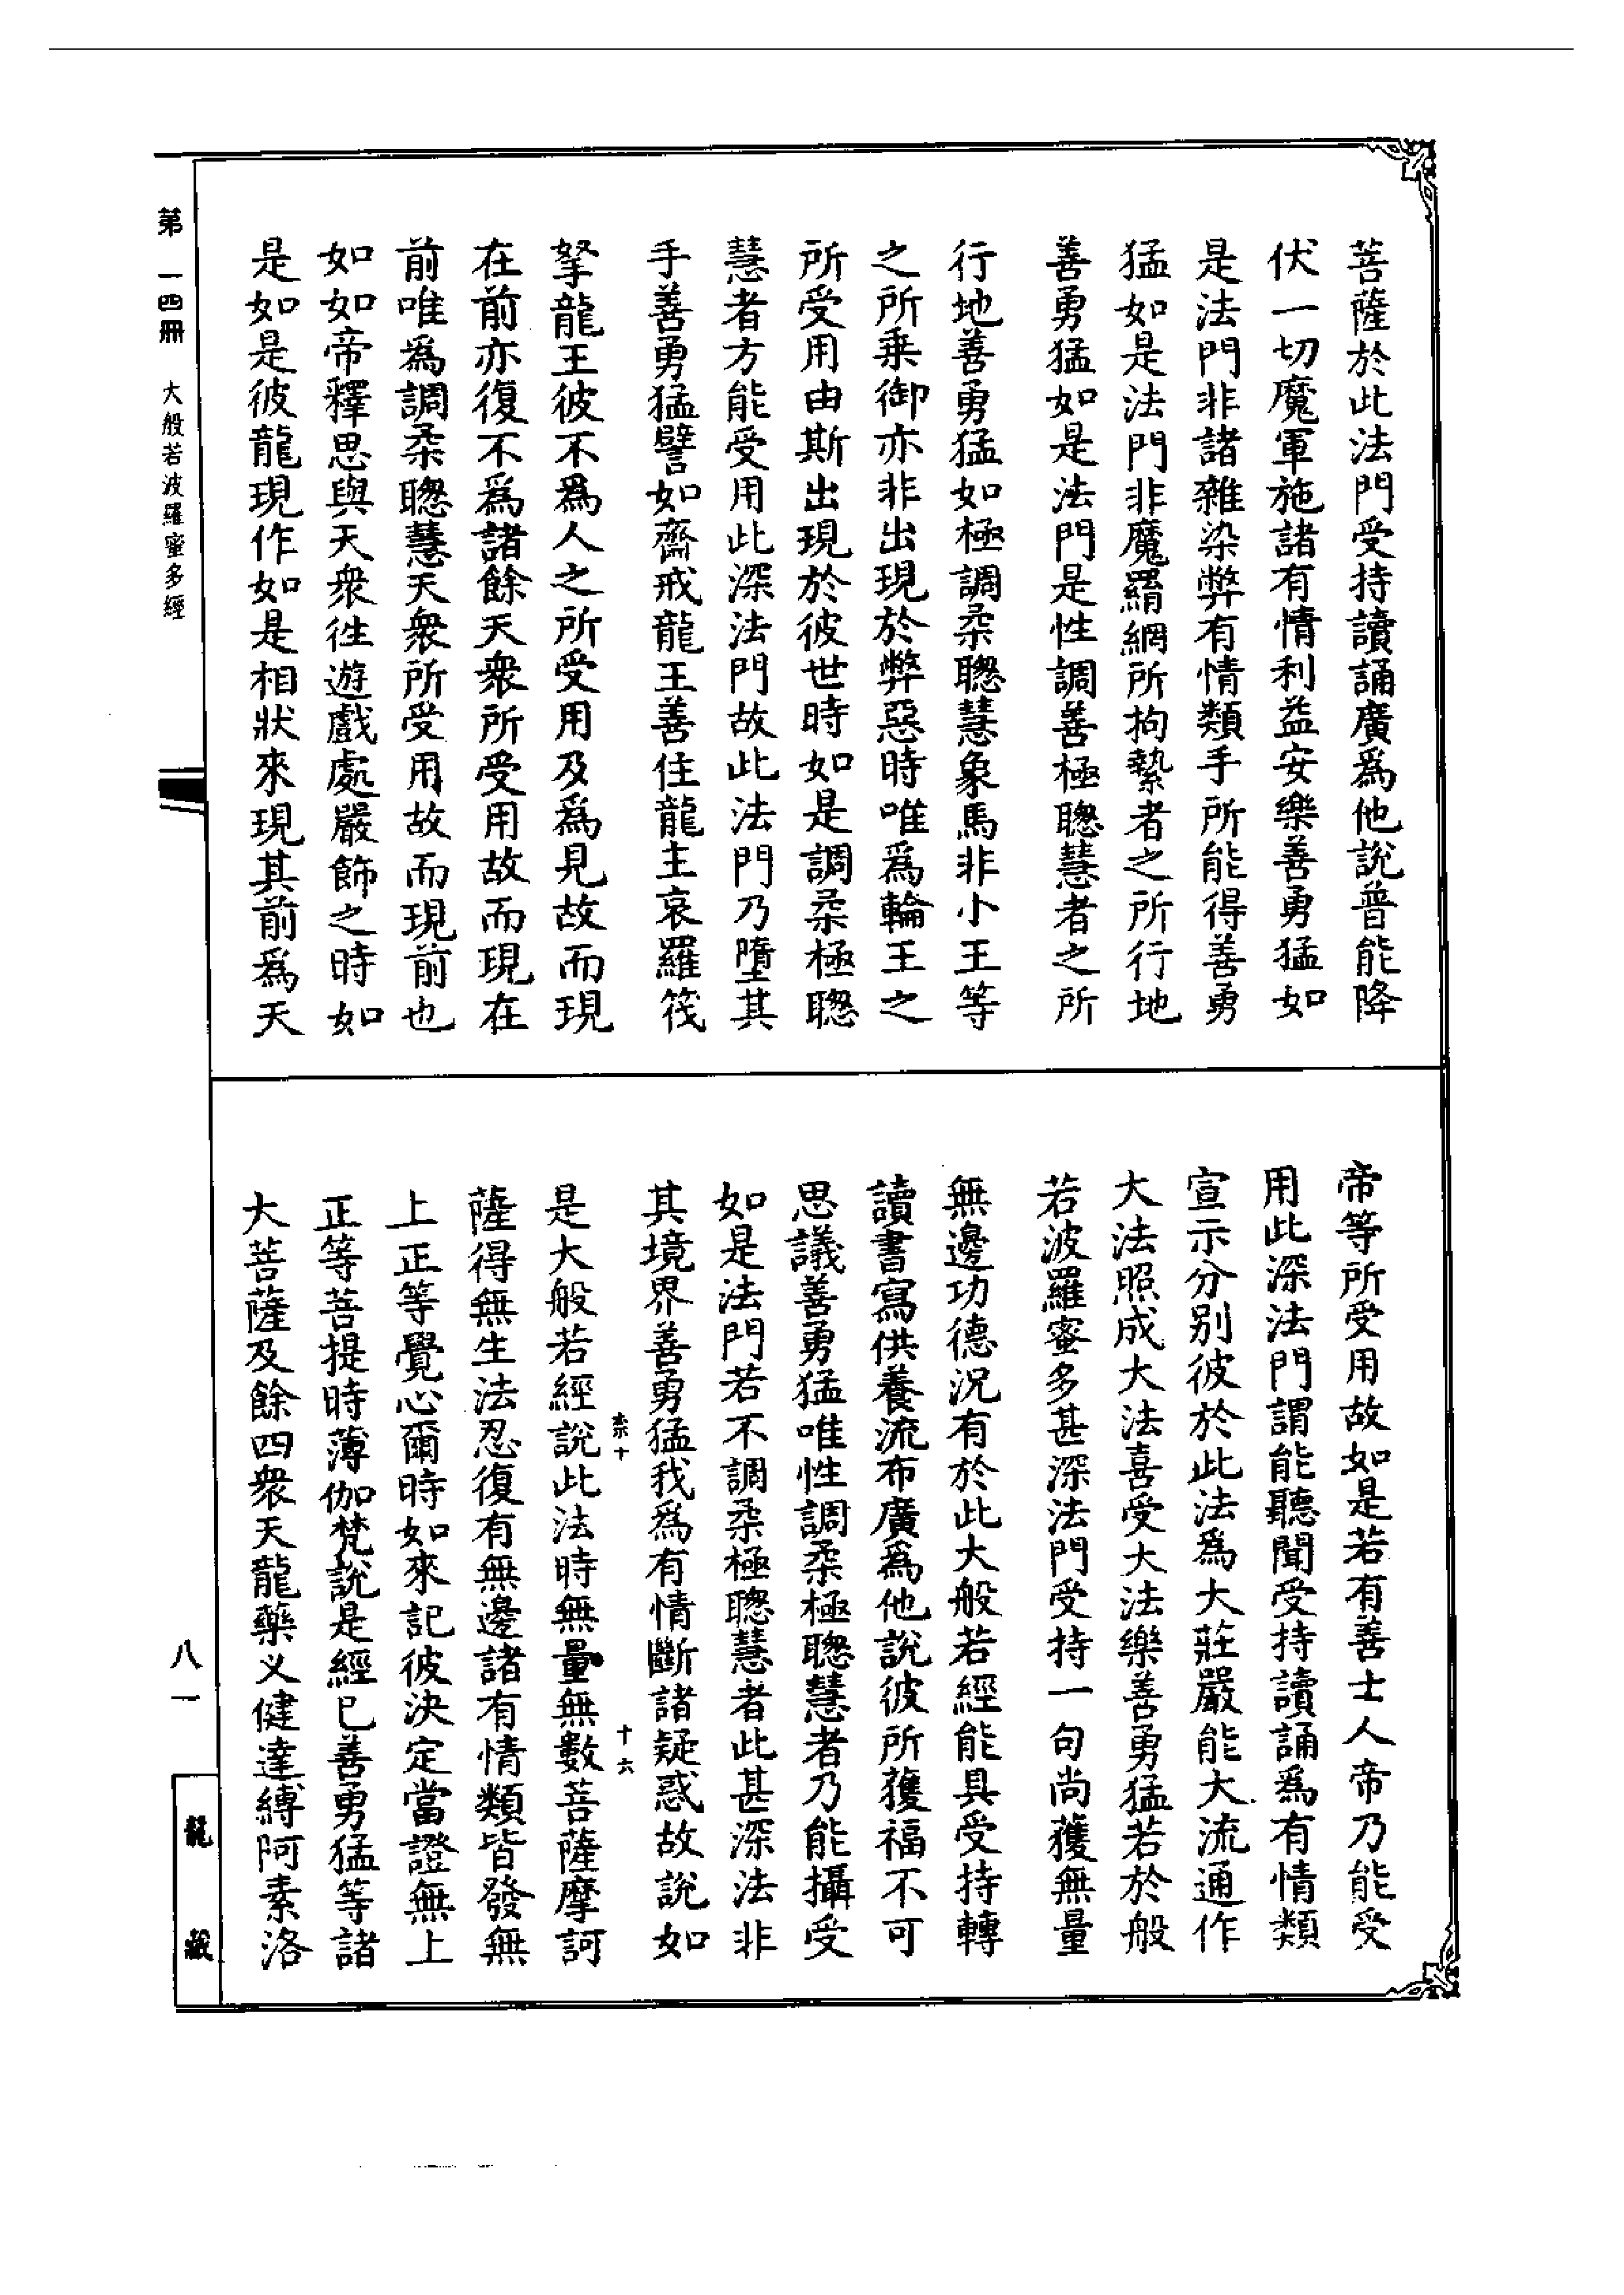 菩薩於此法門受持讀誦廣爲他說普能降
伏一切魔軍施諸有情利益安樂善勇猛如
是法門非諸雜染弊有情類手所能得善勇
猛如是法門非魔羂網所拘縶者之所行地
善勇猛如是法門是性調善極聰慧者之所
行地善勇猛如極調柔聰慧象馬非小王等
之所乘御亦非出現於弊惡時唯爲輪王之
所受用由斯出現於彼世時如是調柔極聰
慧者方能受用此深法門故此法門乃墮其
手善勇猛譬如齋戒龍王善住龍主哀羅筏
拏龍王彼不爲人之所受用及爲見故而現
在前亦復不爲諸餘天衆所受用故而現在
前唯爲調柔聰慧天衆所受用故而現前也
如如帝釋思與天衆往遊戲處嚴飾之時如
是如是彼龍現作如是相狀來現其前爲天
帝等所受用故如是若有善士人帝乃能受
用此深法門謂能聽聞受持讀誦爲有情類
宣示分别彼於此法爲大莊嚴能大流通作
大法照成大法喜受大法樂善勇猛若於般
若波羅蜜多甚深法門受持一句尚獲無量
無邊功德況有於此大般若經能具受持轉
讀書寫供養流布廣爲他說彼所獲福不可
思議善勇猛唯性調柔極聰慧者乃能攝受
如是法門若不調柔極聰慧者此甚深法非
其境界善勇猛我爲有情斷諸疑惑故說如
柰十 十六
是大般若經說此法時無量無數菩薩摩訶
薩得無生法忍復有無邊諸有情類皆發無
上正等覺心爾時如來記彼決定當證無上
正等菩提時薄伽梵說是經已善勇猛等諸
大菩薩及餘四衆天龍藥义健達縛阿素洛
第一四冊 大般若波羅蜜多經
八一
龍藏